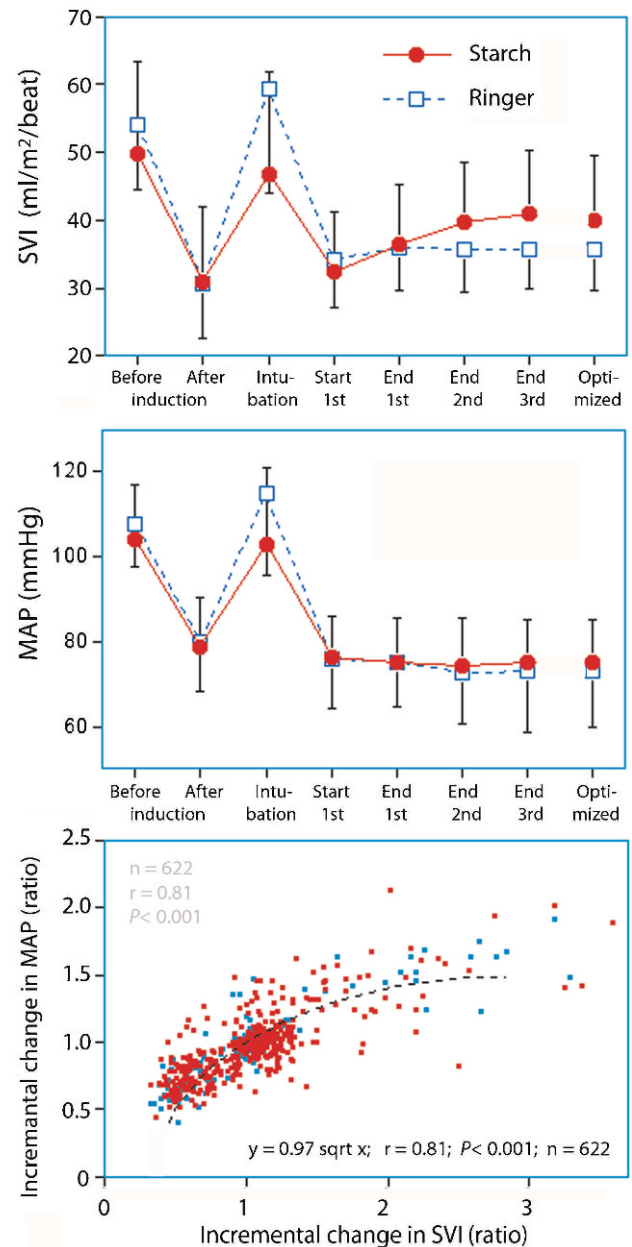 70
60
50
40
30
20
SVI (ml/m²/beat)
Starch
Ringer
Before After Intu- Start End End End Opti-
induction bation 1st 1st 2nd 3rd mized
120
100
80
60
MAP (mmHg)
Before After Intu- Start End End End Opti-
induction bation 1st 1st 2nd 3rd mized
2.5
2.0
1.5
1.0
0.5
0
Incremantal change in MAP (ratio)
n = 622
r = 0.81
P< 0.001
y = 0.97 sqrt x; r = 0.81; P< 0.001; n = 622
0 1 2 3
Incremental change in SVI (ratio)